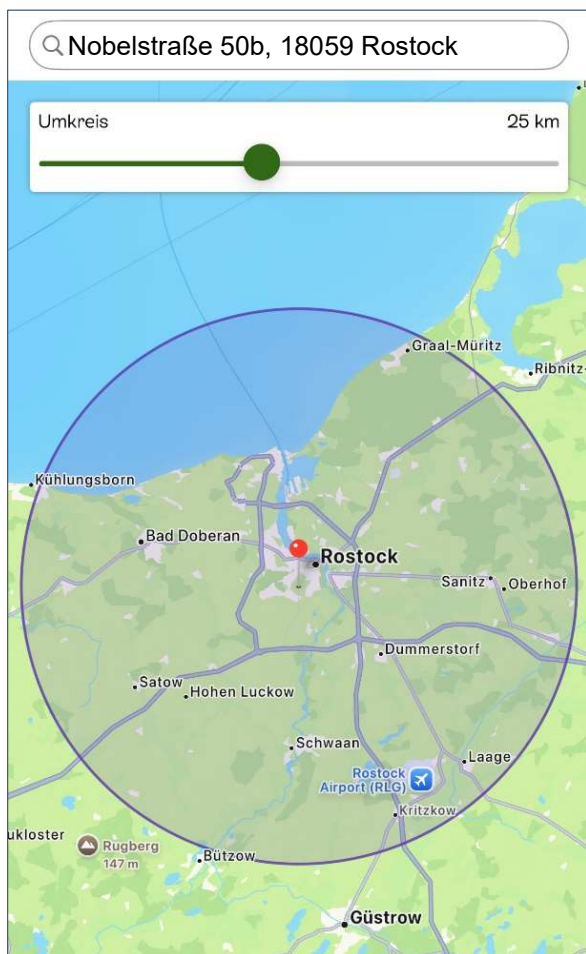 Nobelstraße 50b, 18059 Rostock
Umkreis 25 km
Graal-Müritz
Ribnitz-
Kühlungsborn
Bad Doberan
Rostock
Sanitz
Oberhof
Dummerstorf
Satow
Hohen Luckow
Schwaan
Laage
Rostock
Airport (RLG)
Kritzkow
ukloster
Rugberg
147 m
Bützow
Güstrow